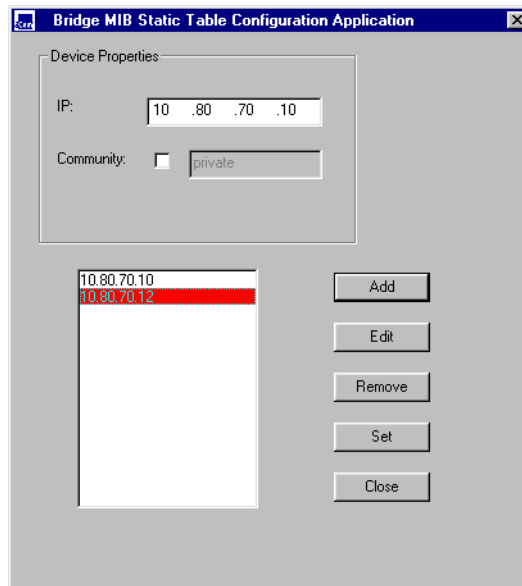 Bridge MIB Static Table Configuration Application
Device Properties
IP: 10 .80 .70 .10
Community: private
10.80.70.10
10.80.70.12
Add
Edit
Remove
Set
Close